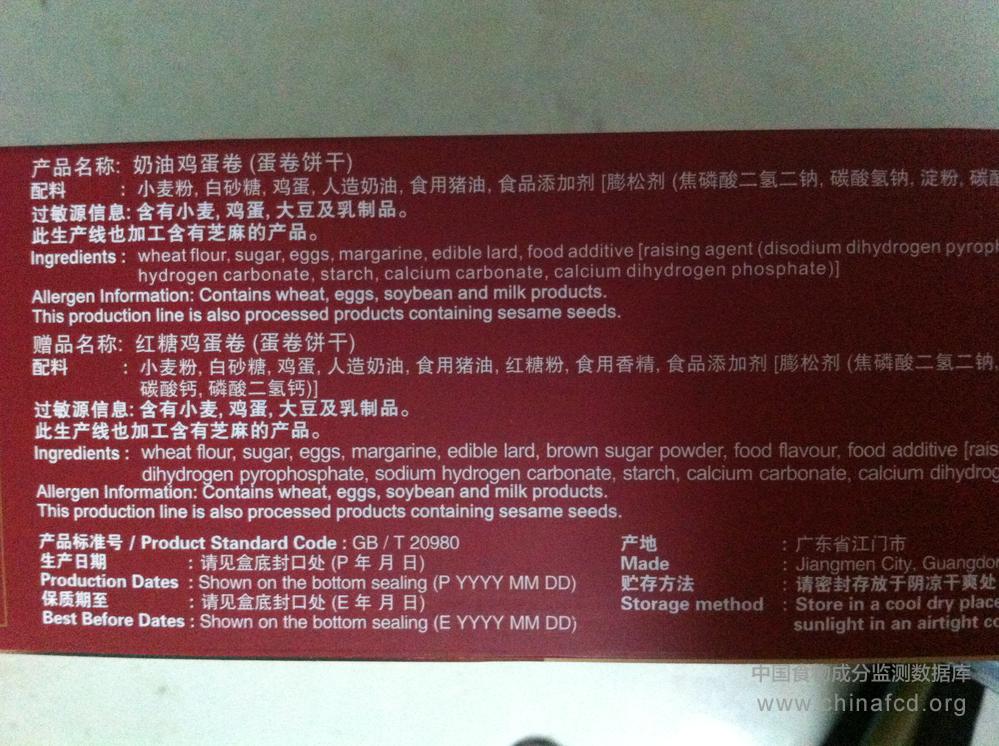 产品名称: 奶油鸡蛋卷 (蛋卷饼干)
配料 : 小麦粉, 白砂糖, 鸡蛋, 人造奶油, 食用猪油, 食品添加剂 [膨松剂 (焦磷酸二氢二钠, 碳酸氢钠, 淀粉, 碳酸
过敏源信息: 含有小麦, 鸡蛋, 大豆及乳制品。
此生产线也加工含有芝麻的产品。
Ingredients : wheat flour, sugar, eggs, margarine, edible lard, food additive [raising agent (disodium dihydrogen pyroph
hydrogen carbonate, starch, calcium carbonate, calcium dihydrogen phosphate)]
Allergen Information: Contains wheat, eggs, soybean and milk products.
This production line is also processed products containing sesame seeds.
赠品名称: 红糖鸡蛋卷 (蛋卷饼干)
配料 : 小麦粉, 白砂糖, 鸡蛋, 人造奶油, 食用猪油, 红糖粉, 食用香精, 食品添加剂 [膨松剂 (焦磷酸二氢二钠,
碳酸钙, 磷酸二氢钙)]
过敏源信息: 含有小麦, 鸡蛋, 大豆及乳制品。
此生产线也加工含有芝麻的产品。
Ingredients : wheat flour, sugar, eggs, margarine, edible lard, brown sugar powder, food flavour, food additive [rais
dihydrogen pyrophosphate, sodium hydrogen carbonate, starch, calcium carbonate, calcium dihydrog
Allergen Information: Contains wheat, eggs, soybean and milk products.
This production line is also processed products containing sesame seeds.
产品标准号 / Product Standard Code : GB / T 20980
生产日期 : 请见盒底封口处 (P 年 月 日)
Production Dates : Shown on the bottom sealing (P YYYY MM DD)
保质期至 : 请见盒底封口处 (E 年 月 日)
Best Before Dates : Shown on the bottom sealing (E YYYY MM DD)
产地 : 广东省江门市
Made : Jiangmen City, Guangdo
贮存方法 : 请密封存放于阴凉干爽处
Storage method : Store in a cool dry place
sunlight in an airtight co
中国食物成分监测数据库
www.chinafcd.org